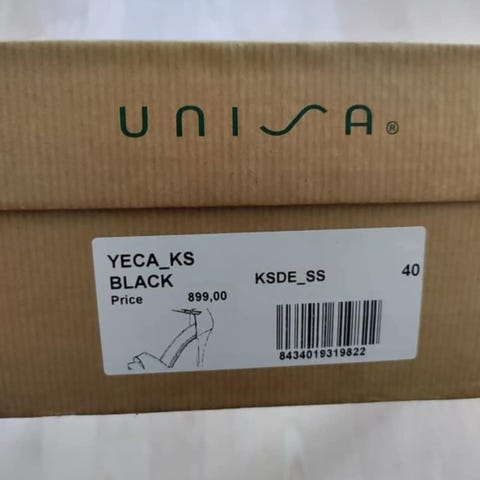 UNISA®
YECA_KS
BLACK KSDE_SS 40
Price 899,00
8434019319822